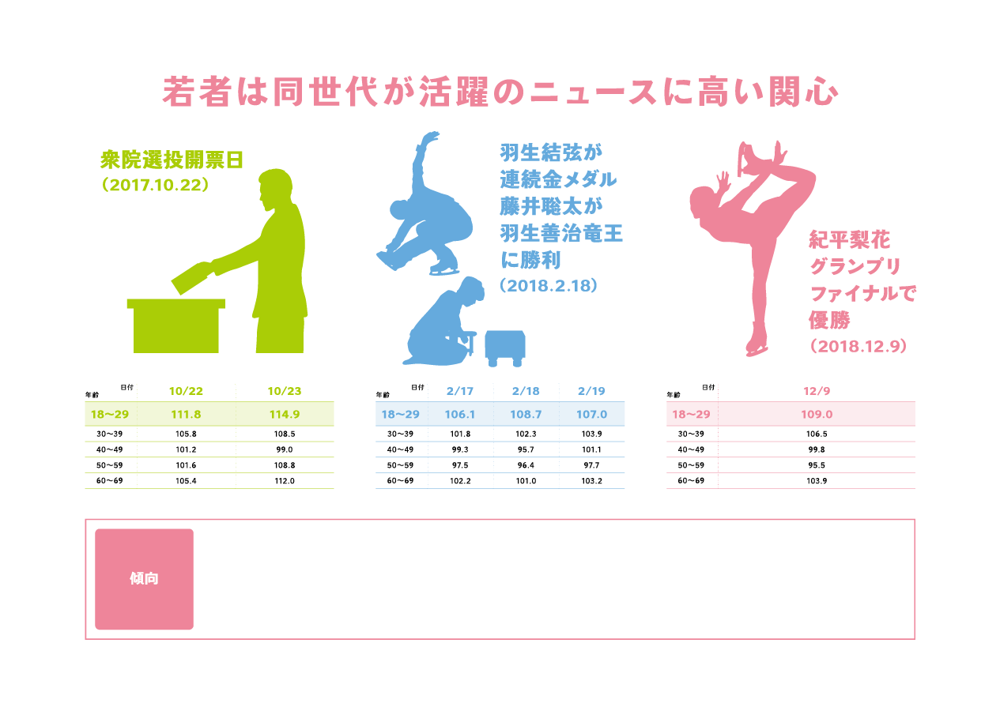 若者は同世代が活躍のニュースに高い関心
衆院選投開票日
（2017.10.22）
羽生結弦が
連続金メダル
藤井聡太が
羽生善治竜王
に勝利
（2018.2.18）
紀平梨花
グランプリ
ファイナルで
優勝
（2018.12.9）
年齢 日付 10/22 10/23
18〜29 111.8 114.9
30〜39 105.8 108.5
40〜49 101.2 99.0
50〜59 101.6 108.8
60〜69 105.4 112.0
年齢 日付 2/17 2/18 2/19
18〜29 106.1 108.7 107.0
30〜39 101.8 102.3 103.9
40〜49 99.3 95.7 101.1
50〜59 97.5 96.4 97.7
60〜69 102.2 101.0 103.2
年齢 日付 12/9
18〜29 109.0
30〜39 106.5
40〜49 99.8
50〜59 95.5
60〜69 103.9
傾向